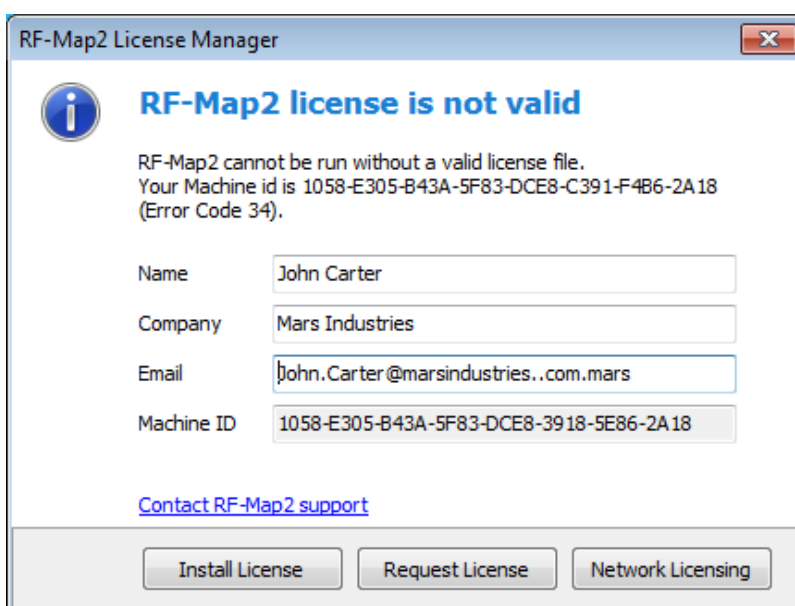 RF-Map2 License Manager
RF-Map2 license is not valid
RF-Map2 cannot be run without a valid license file.
Your Machine id is 1058-E305-B43A-5F83-DCE8-C391-F4B6-2A18
(Error Code 34).
Name John Carter
Company Mars Industries
Email John.Carter@marsindustries..com.mars
Machine ID 1058-E305-B43A-5F83-DCE8-3918-5E86-2A18
Contact RF-Map2 support
Install License Request License Network Licensing